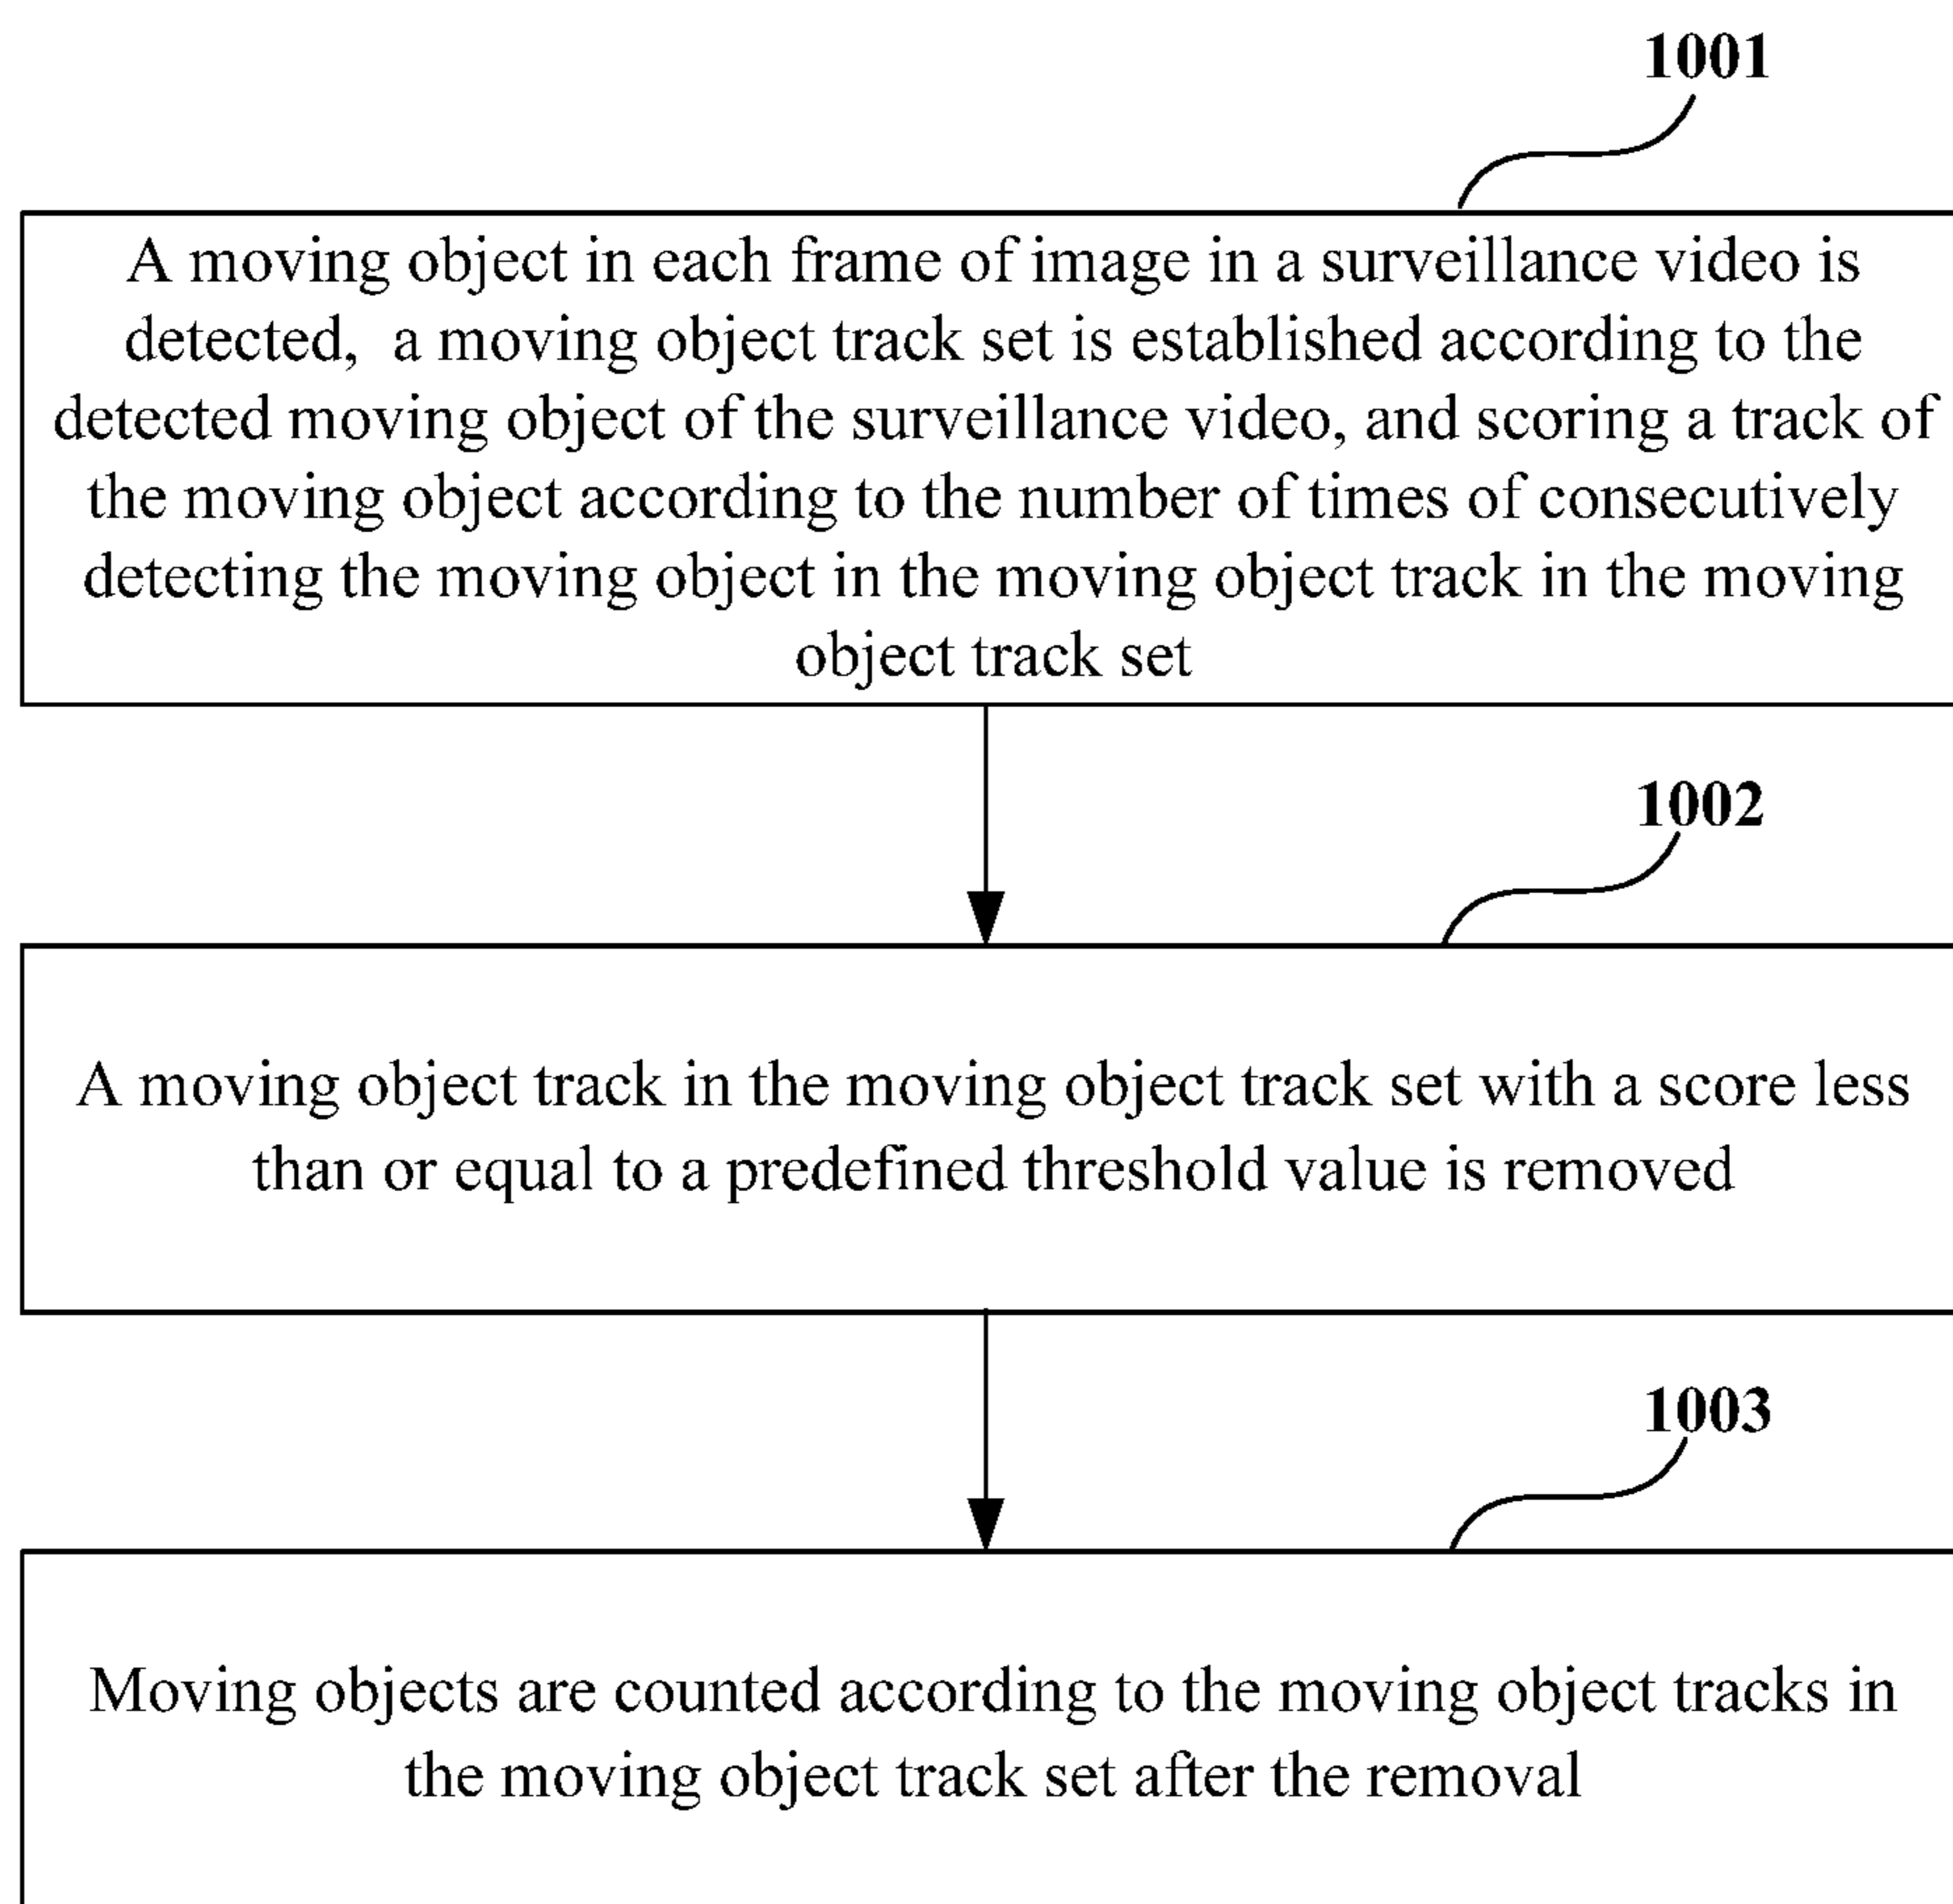 1001
A moving object in each frame of image in a surveillance video is
detected, a moving object track set is established according to the
detected moving object of the surveillance video, and scoring a track of
the moving object according to the number of times of consecutively
detecting the moving object in the moving object track in the moving
object track set
1002
A moving object track in the moving object track set with a score less
than or equal to a predefined threshold value is removed
1003
Moving objects are counted according to the moving object tracks in
the moving object track set after the removal